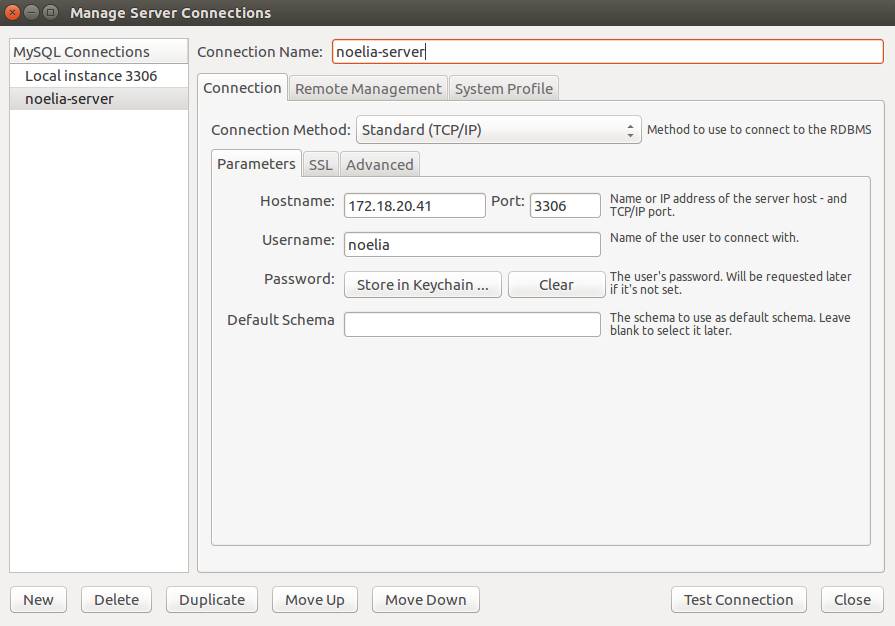 Manage Server Connections
MySQL Connections
Local instance 3306
noelia-server
Connection Name: noelia-server
Connection Remote Management System Profile
Connection Method: Standard (TCP/IP) Method to use to connect to the RDBMS
Parameters SSL Advanced
Hostname: 172.18.20.41 Port: 3306 Name or IP address of the server host - and
TCP/IP port.
Username: noelia Name of the user to connect with.
Password: Store in Keychain ... Clear The user's password. Will be requested later
if it's not set.
Default Schema The schema to use as default schema. Leave
blank to select it later.
New Delete Duplicate Move Up Move Down Test Connection Close